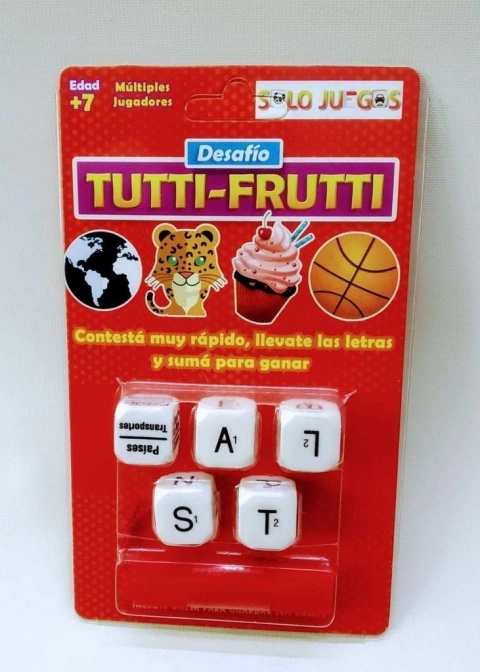 Edad
+7
Múltiples
Jugadores
SOLO JUEGOS
Desafío
TUTTI-FRUTTI
Contestá muy rápido, llevate las letras
y sumá para ganar
Países
Transportes
A1
L2
S1
T2